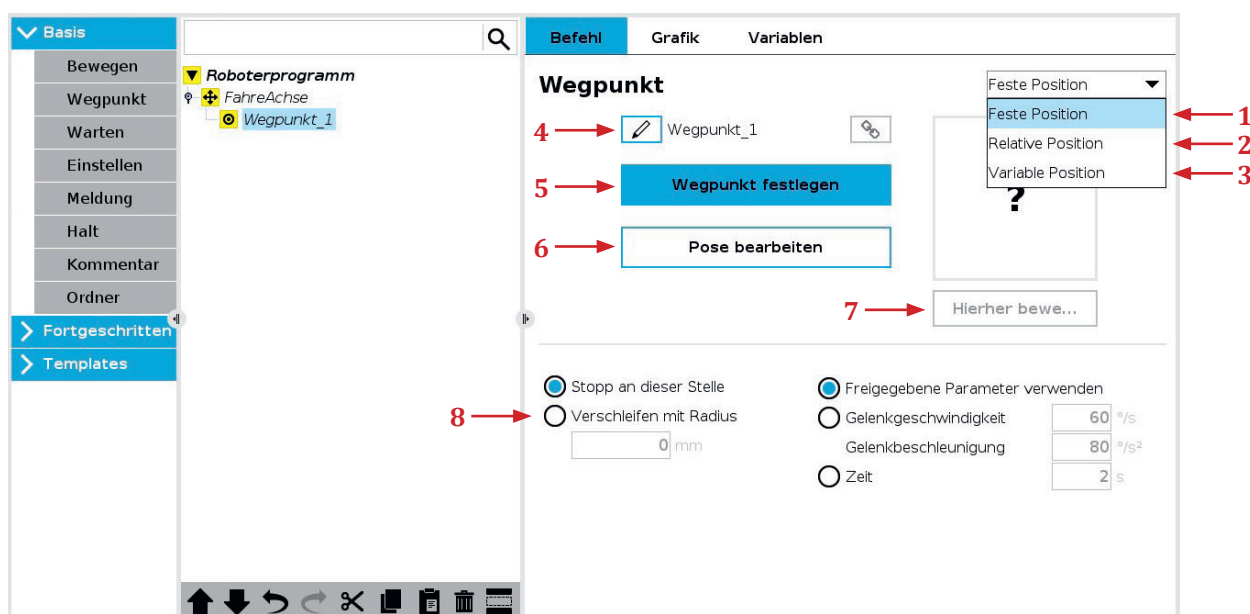 Basis
Bewegen
Wegpunkt
Warten
Einstellen
Meldung
Halt
Kommentar
Ordner
Fortgeschritten
Templates
Roboterprogramm
FahreAchse
Wegpunkt_1
Befehl Grafik Variablen
Wegpunkt
Feste Position
Feste Position 1
Relative Position 2
Variable Position 3
4 Wegpunkt_1
5 Wegpunkt festlegen
?
6 Pose bearbeiten
7 Hierher bewe...
Stopp an dieser Stelle
8 Verschleifen mit Radius
0 mm
Freigegebene Parameter verwenden
Gelenkgeschwindigkeit 60 °/s
Gelenkbeschleunigung 80 °/s²
Zeit 2 s